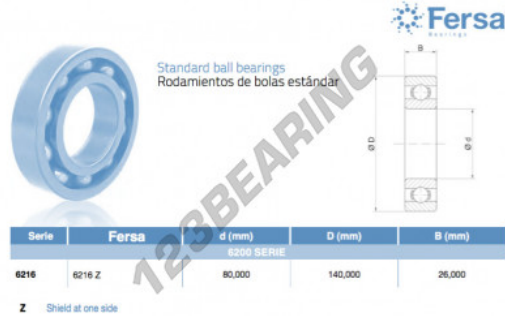 Fersa
Bearings
Standard ball bearings
Rodamientos de bolas estándar
B
Ø D
Ø d
123BEARING
Serie Fersa d (mm) D (mm) B (mm)
6200 SERIE
6216 6216 Z 80,000 140,000 26,000
Z Shield at one side